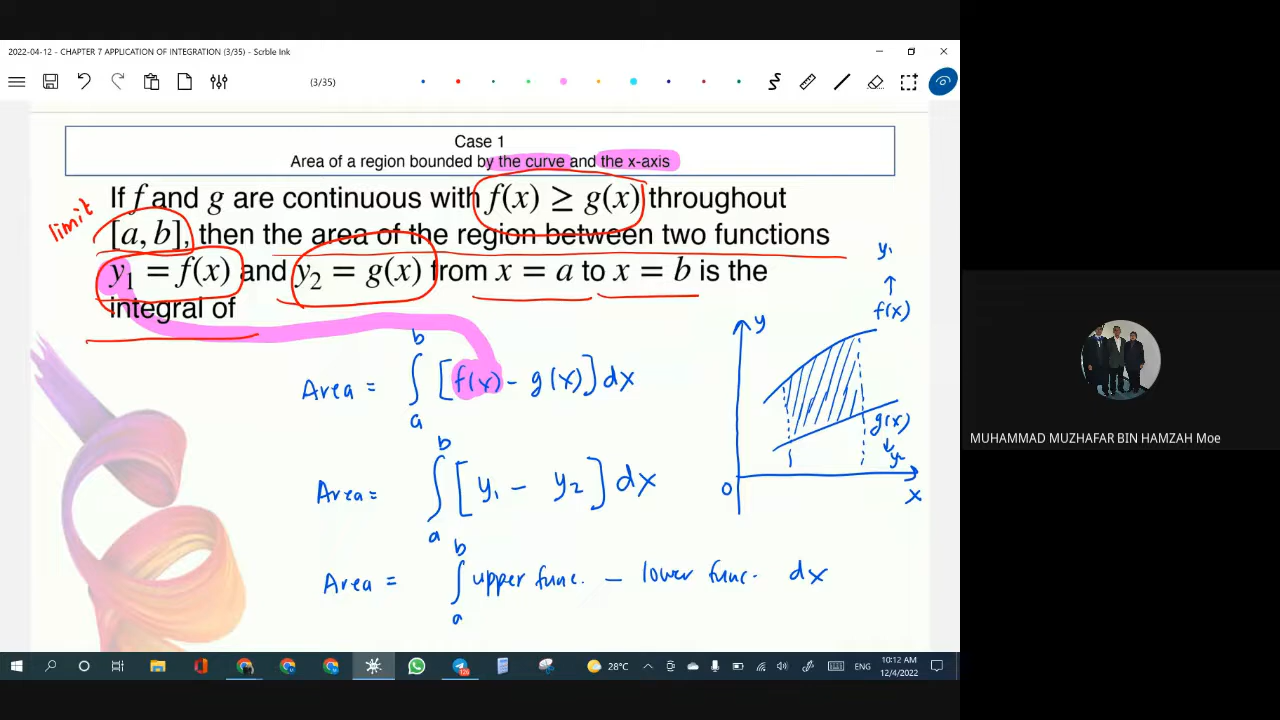 2022-04-12 - CHAPTER 7 APPLICATION OF INTEGRATION (3/35) - Scrble Ink
(3/35)
Case 1
Area of a region bounded by the curve and the x-axis
If f and g are continuous with f(x) ≥ g(x) throughout
limit
[a, b], then the area of the region between two functions
y₁ = f(x) and y₂ = g(x) from x = a to x = b is the
integral of
y₁
↑
f(x)
y
g(x)
↓
0
x
Area = ∫ₐᵇ [f(x) - g(x)] dx
Area = ∫ₐᵇ [y₁ - y₂] dx
Area = ∫ₐᵇ upper func. - lower func. dx
MUHAMMAD MUZHAFAR BIN HAMZAH Moe
126
28°C
ENG
10:12 AM
12/4/2022